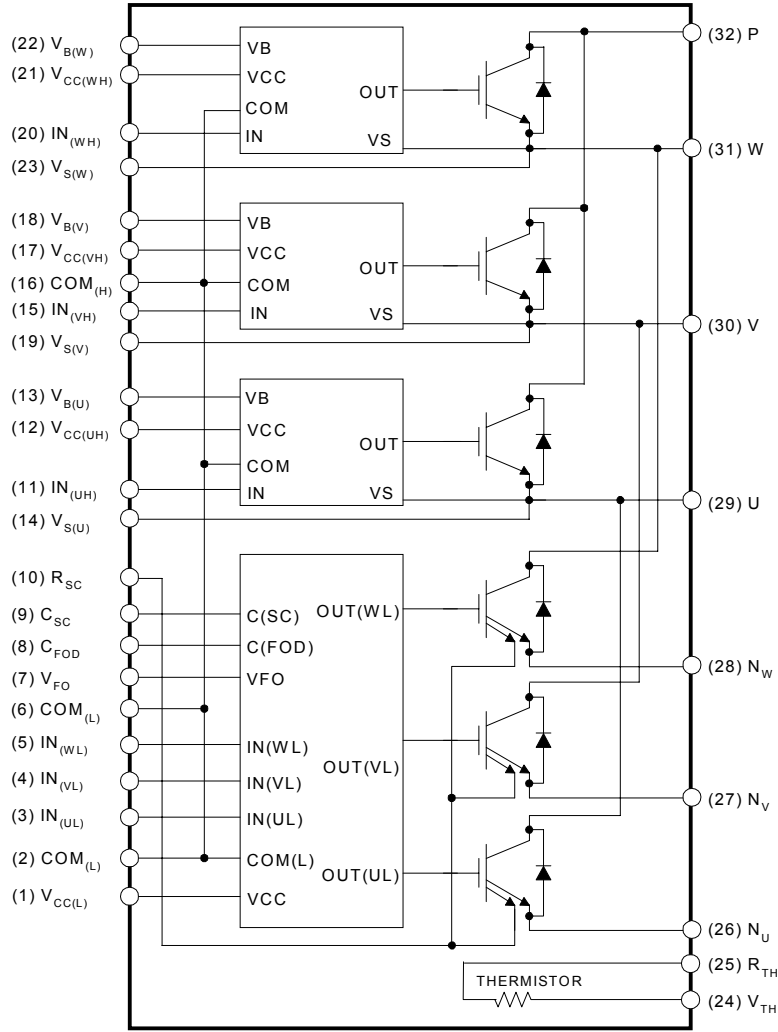 (22) VB(W)
(21) VCC(WH)
(20) IN(WH)
(23) VS(W)
(18) VB(V)
(17) VCC(VH)
(16) COM(H)
(15) IN(VH)
(19) VS(V)
(13) VB(U)
(12) VCC(UH)
(11) IN(UH)
(14) VS(U)
(10) RSC
(9) CSC
(8) CFOD
(7) VFO
(6) COM(L)
(5) IN(WL)
(4) IN(VL)
(3) IN(UL)
(2) COM(L)
(1) VCC(L)
VB
VCC
COM
IN
OUT
VS
VB
VCC
COM
IN
OUT
VS
VB
VCC
COM
IN
OUT
VS
C(SC)
C(FOD)
VFO
IN(WL)
IN(VL)
IN(UL)
COM(L)
VCC
OUT(WL)
OUT(VL)
OUT(UL)
THERMISTOR
(32) P
(31) W
(30) V
(29) U
(28) NW
(27) NV
(26) NU
(25) RTH
(24) VTH